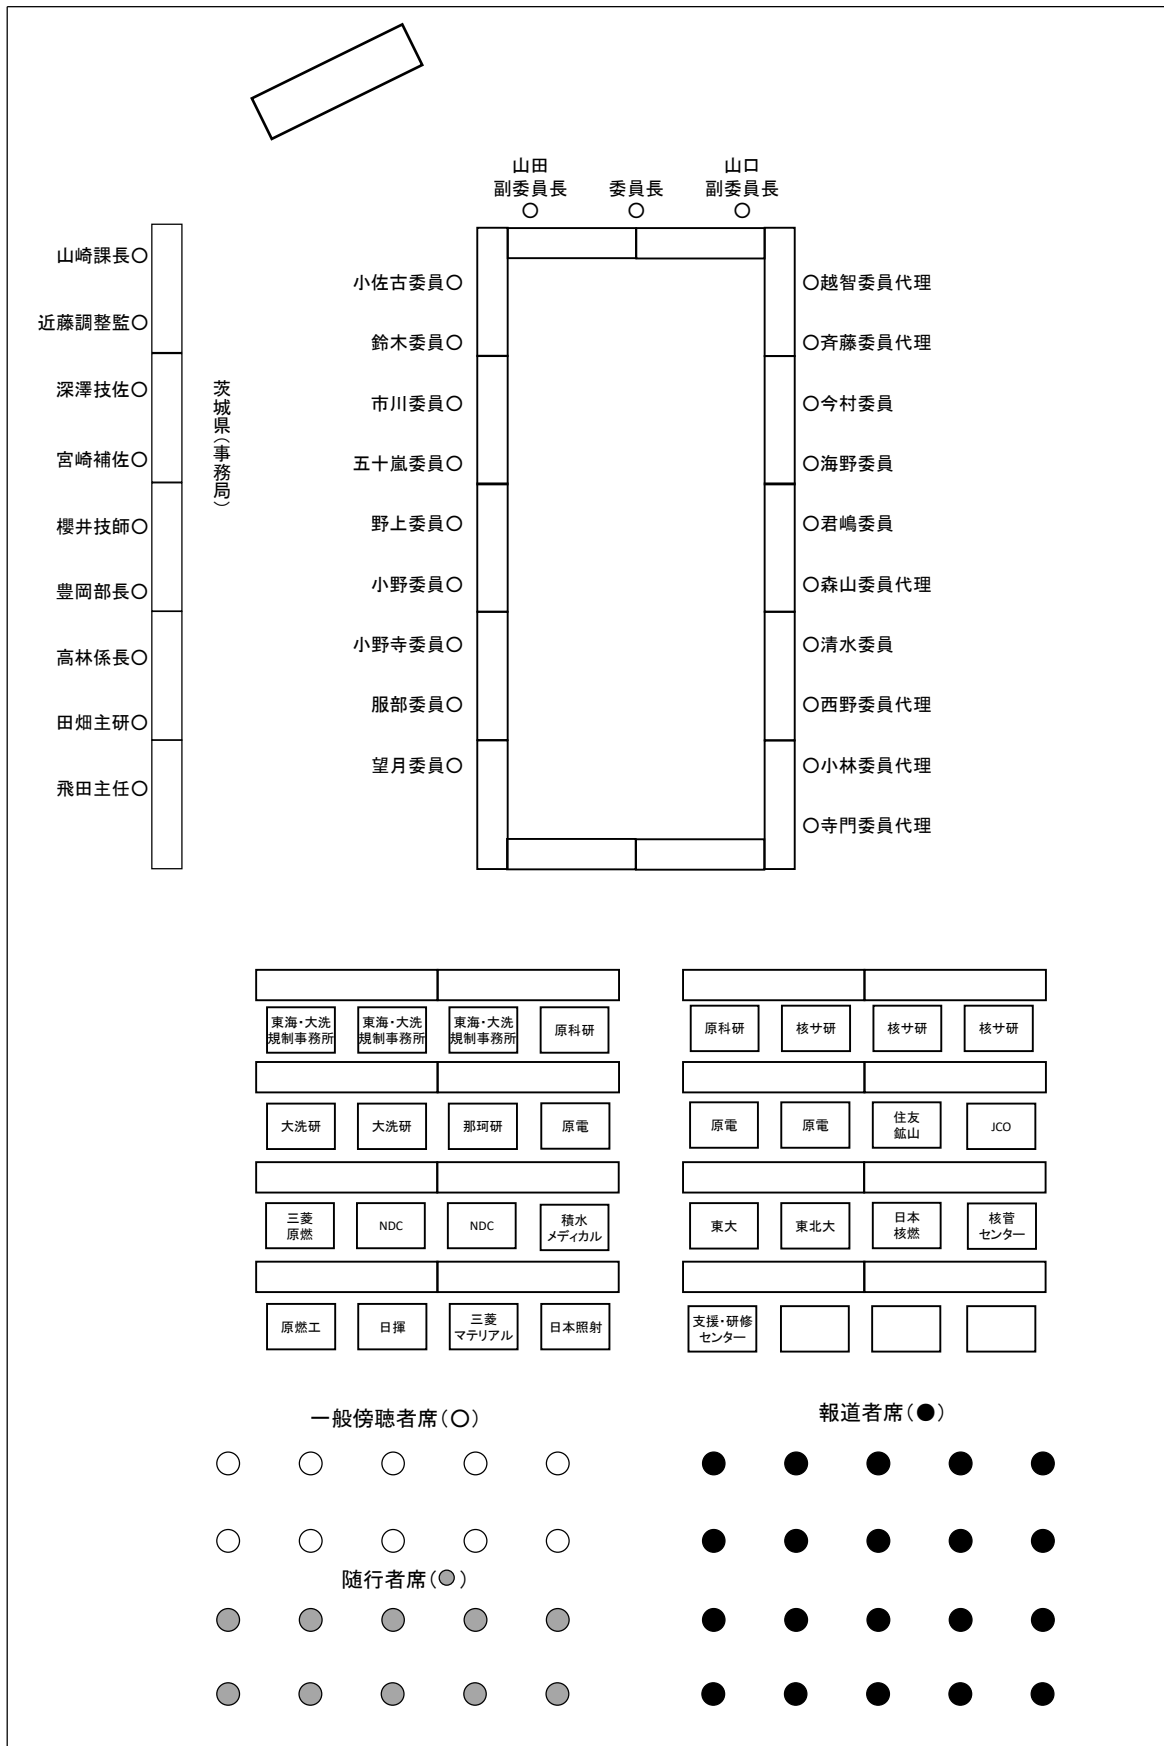 山田
副委員長
委員長
山口
副委員長
山崎課長○
近藤調整監○
深澤技佐○
宮崎補佐○
櫻井技師○
豊岡部長○
高林係長○
田畑主研○
飛田主任○
茨城県(事務局)
小佐古委員○
鈴木委員○
市川委員○
五十嵐委員○
野上委員○
小野委員○
小野寺委員○
服部委員○
望月委員○
○越智委員代理
○斉藤委員代理
○今村委員
○海野委員
○君嶋委員
○森山委員代理
○清水委員
○西野委員代理
○小林委員代理
○寺門委員代理
東海・大洗
規制事務所
東海・大洗
規制事務所
東海・大洗
規制事務所
原科研
原科研
核サ研
核サ研
核サ研
大洗研
大洗研
那珂研
原電
原電
原電
住友
鉱山
JCO
三菱
原燃
NDC
NDC
積水
メディカル
東大
東北大
日本
核燃
核菅
センター
原燃工
日揮
三菱
マテリアル
日本照射
支援・研修
センター
一般傍聴者席(○)
報道者席(●)
随行者席(●)